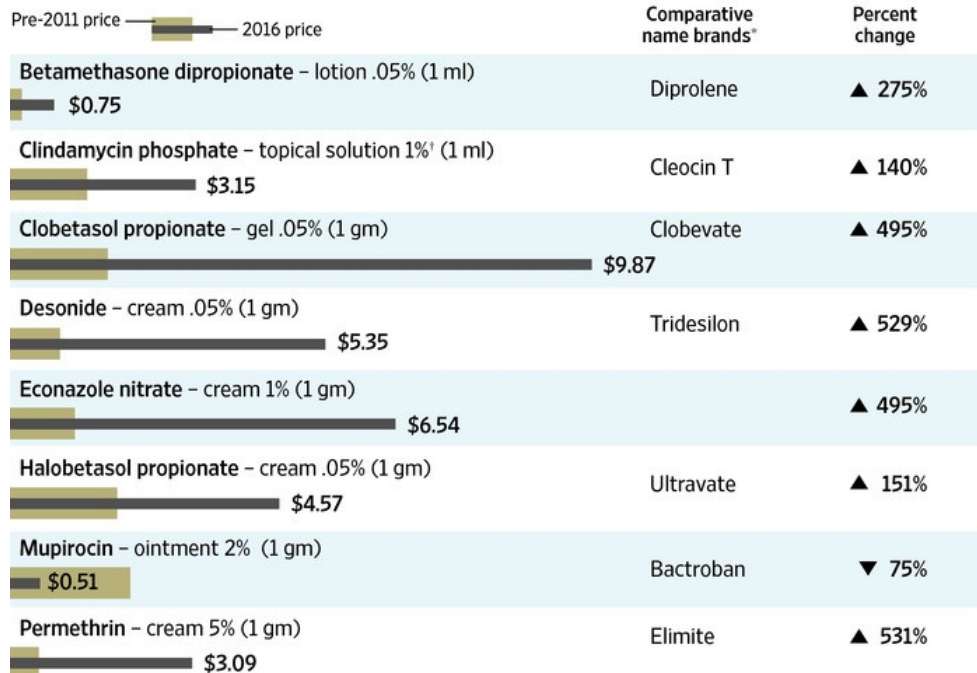 Pre-2011 price
2016 price
Comparative name brands*
Percent change
Betamethasone dipropionate – lotion .05% (1 ml)
$0.75
Diprolene
▲ 275%
Clindamycin phosphate – topical solution 1%† (1 ml)
$3.15
Cleocin T
▲ 140%
Clobetasol propionate – gel .05% (1 gm)
$9.87
Clobevate
▲ 495%
Desonide – cream .05% (1 gm)
$5.35
Tridesilon
▲ 529%
Econazole nitrate – cream 1% (1 gm)
$6.54
▲ 495%
Halobetasol propionate – cream .05% (1 gm)
$4.57
Ultravate
▲ 151%
Mupirocin – ointment 2% (1 gm)
$0.51
Bactroban
▼ 75%
Permethrin – cream 5% (1 gm)
$3.09
Elimite
▲ 531%